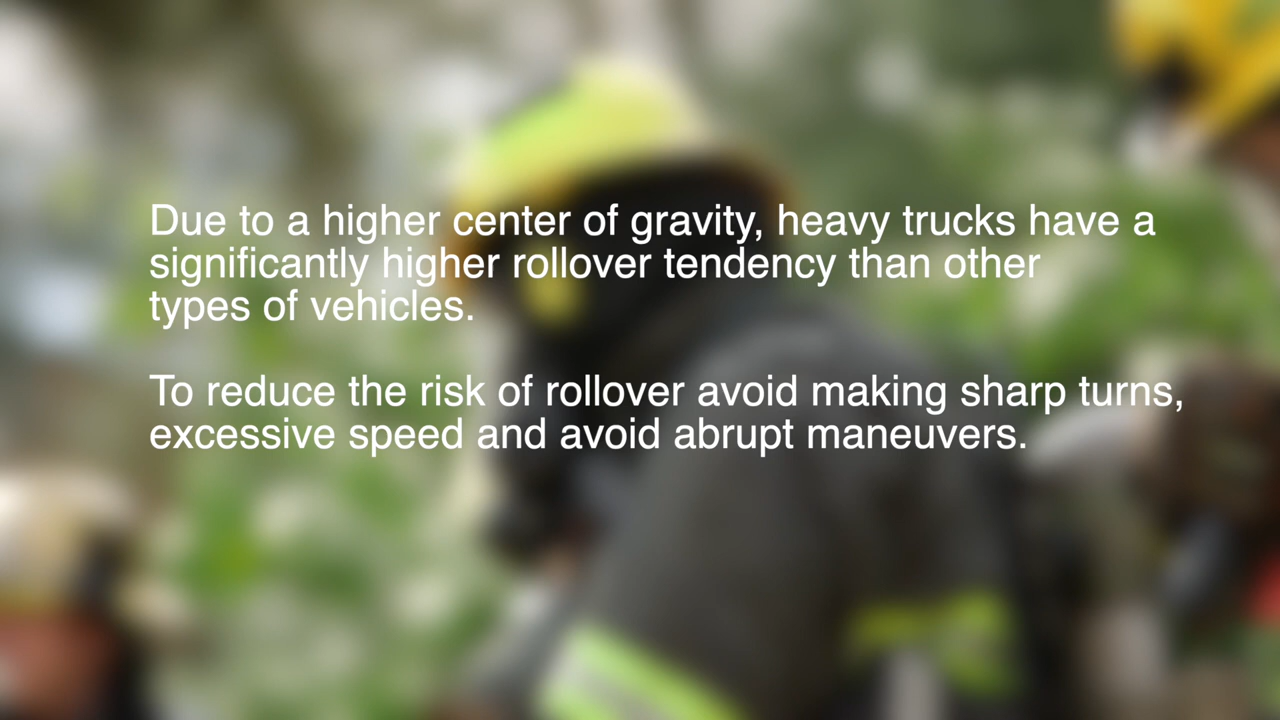 Due to a higher center of gravity, heavy trucks have a
significantly higher rollover tendency than other
types of vehicles.
To reduce the risk of rollover avoid making sharp turns,
excessive speed and avoid abrupt maneuvers.